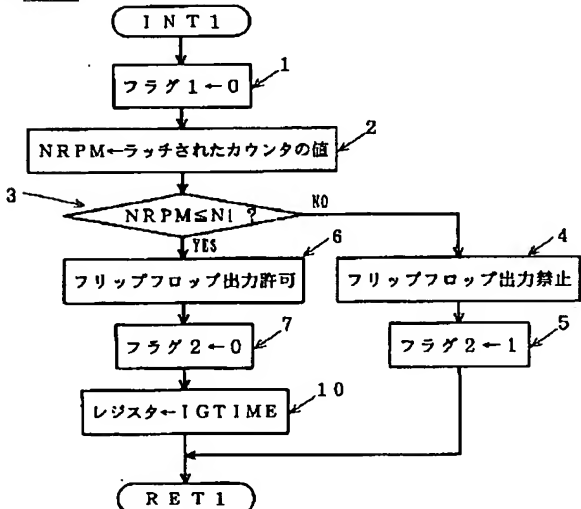 INT1
1
フラグ1←0
2
NRPM←ラッチされたカウンタの値
3
NRPM≦Ni ?
NO
YES
6
4
フリップフロップ出力許可
フリップフロップ出力禁止
7
5
フラグ2←0
フラグ2←1
10
レジスタ←IGTIME
RET1